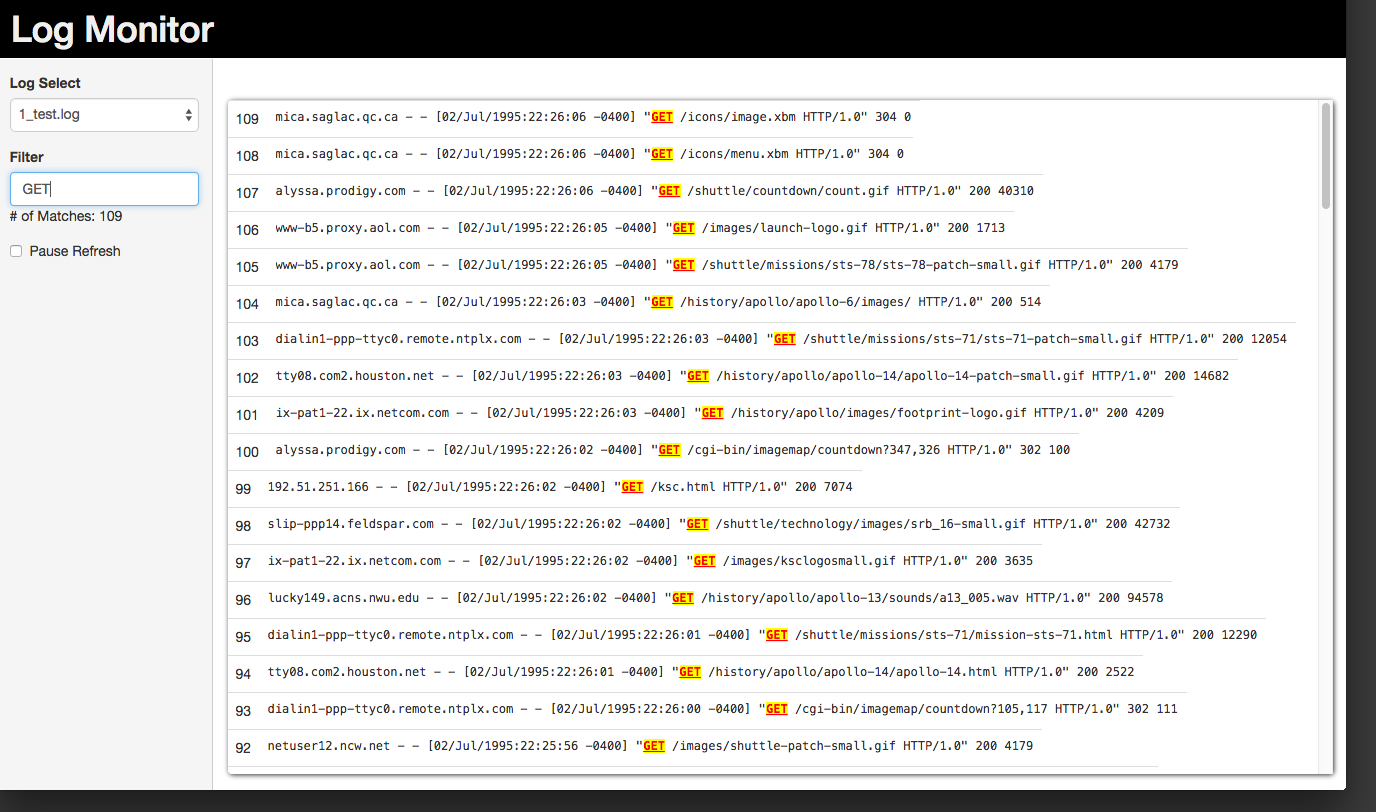 Log Monitor
Log Select
1_test.log
Filter
GET
# of Matches: 109
Pause Refresh
109 mica.saglac.qc.ca - - [02/Jul/1995:22:26:06 -0400] "GET /icons/image.xbm HTTP/1.0" 304 0
108 mica.saglac.qc.ca - - [02/Jul/1995:22:26:06 -0400] "GET /icons/menu.xbm HTTP/1.0" 304 0
107 alyssa.prodigy.com - - [02/Jul/1995:22:26:06 -0400] "GET /shuttle/countdown/count.gif HTTP/1.0" 200 40310
106 www-b5.proxy.aol.com - - [02/Jul/1995:22:26:05 -0400] "GET /images/launch-logo.gif HTTP/1.0" 200 1713
105 www-b5.proxy.aol.com - - [02/Jul/1995:22:26:05 -0400] "GET /shuttle/missions/sts-78/sts-78-patch-small.gif HTTP/1.0" 200 4179
104 mica.saglac.qc.ca - - [02/Jul/1995:22:26:03 -0400] "GET /history/apollo/apollo-6/images/ HTTP/1.0" 200 514
103 dialin1-ppp-ttyc0.remote.ntplx.com - - [02/Jul/1995:22:26:03 -0400] "GET /shuttle/missions/sts-71/sts-71-patch-small.gif HTTP/1.0" 200 12054
102 tty08.com2.houston.net - - [02/Jul/1995:22:26:03 -0400] "GET /history/apollo/apollo-14/apollo-14-patch-small.gif HTTP/1.0" 200 14682
101 ix-pat1-22.ix.netcom.com - - [02/Jul/1995:22:26:03 -0400] "GET /history/apollo/images/footprint-logo.gif HTTP/1.0" 200 4209
100 alyssa.prodigy.com - - [02/Jul/1995:22:26:02 -0400] "GET /cgi-bin/imagemap/countdown?347,326 HTTP/1.0" 302 100
99 192.51.251.166 - - [02/Jul/1995:22:26:02 -0400] "GET /ksc.html HTTP/1.0" 200 7074
98 slip-ppp14.feldspar.com - - [02/Jul/1995:22:26:02 -0400] "GET /shuttle/technology/images/srb_16-small.gif HTTP/1.0" 200 42732
97 ix-pat1-22.ix.netcom.com - - [02/Jul/1995:22:26:02 -0400] "GET /images/ksclogosmall.gif HTTP/1.0" 200 3635
96 lucky149.acns.nwu.edu - - [02/Jul/1995:22:26:02 -0400] "GET /history/apollo/apollo-13/sounds/a13_005.wav HTTP/1.0" 200 94578
95 dialin1-ppp-ttyc0.remote.ntplx.com - - [02/Jul/1995:22:26:01 -0400] "GET /shuttle/missions/sts-71/mission-sts-71.html HTTP/1.0" 200 12290
94 tty08.com2.houston.net - - [02/Jul/1995:22:26:01 -0400] "GET /history/apollo/apollo-14/apollo-14.html HTTP/1.0" 200 2522
93 dialin1-ppp-ttyc0.remote.ntplx.com - - [02/Jul/1995:22:26:00 -0400] "GET /cgi-bin/imagemap/countdown?105,117 HTTP/1.0" 302 111
92 netuser12.ncw.net - - [02/Jul/1995:22:25:56 -0400] "GET /images/shuttle-patch-small.gif HTTP/1.0" 200 4179